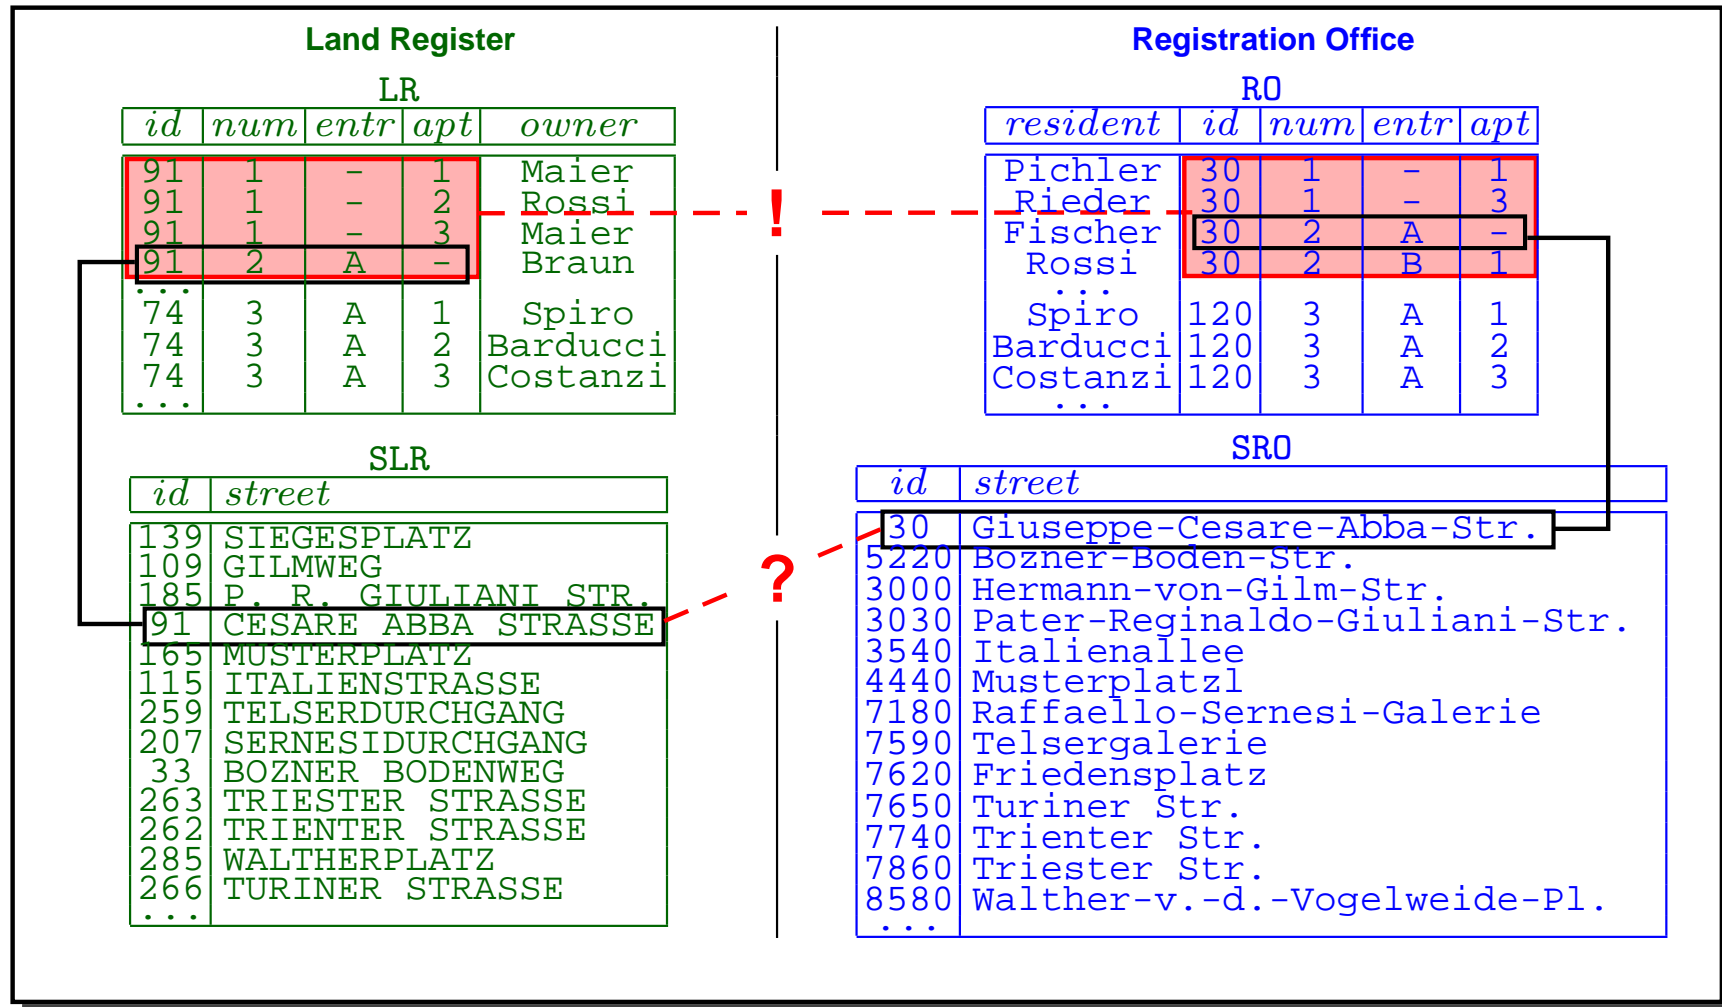 Land Register
LR
id num entr apt owner
91 1 - 1 Maier
91 1 - 2 Rossi
91 1 - 3 Maier
91 2 A - Braun
...
74 3 A 1 Spiro
74 3 A 2 Barducci
74 3 A 3 Costanzi
...
SLR
id street
139 SIEGESPLATZ
109 GILMWEG
185 P. R. GIULIANI STR.
91 CESARE ABBA STRASSE
165 MUSTERPLATZ
115 ITALIENSTRASSE
259 TELSERDURCHGANG
207 SERNESIDURCHGANG
33 BOZNER BODENWEG
263 TRIESTER STRASSE
262 TRIENTER STRASSE
285 WALTHERPLATZ
266 TURINER STRASSE
...
!
?
Registration Office
RO
resident id num entr apt
Pichler 30 1 - 1
Rieder 30 1 - 3
Fischer 30 2 A -
Rossi 30 2 B 1
...
Spiro 120 3 A 1
Barducci 120 3 A 2
Costanzi 120 3 A 3
...
SRO
id street
30 Giuseppe-Cesare-Abba-Str.
5220 Bozner-Boden-Str.
3000 Hermann-von-Gilm-Str.
3030 Pater-Reginaldo-Giuliani-Str.
3540 Italienallee
4440 Musterplatzl
7180 Raffaello-Sernesi-Galerie
7590 Telsergalerie
7620 Friedensplatz
7650 Turiner Str.
7740 Trienter Str.
7860 Triester Str.
8580 Walther-v.-d.-Vogelweide-Pl.
...